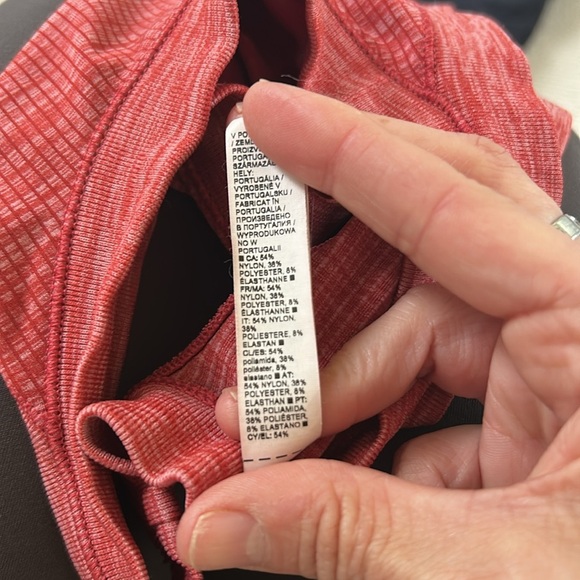 V PO
/ ZEME
PROIZV
PORTUGA
SZÁRMAZÁS
HELY:
PORTUGÁLIA /
VYROBENÉ V
PORTUGALSKU /
FABRICAT ÎN
PORTUGALIA /
ПРОИЗВЕДЕНО
В ПОРТУГАЛИЯ /
WYPRODUKOWA
NO W
PORTUGALII
■ CA: 54%
NYLON, 38%
POLYESTER, 8%
ÉLASTHANNE ■
FR/MA: 54%
NYLON, 38%
POLYESTER, 8%
ÉLASTHANNE ■
IT: 54% NYLON,
38%
POLIESTERE, 8%
ELASTAN ■
CL/ES: 54%
poliamida, 38%
poliéster, 8%
elastano ■ AT:
54% NYLON, 38%
POLYESTER, 8%
ELASTHAN ■ PT:
54% POLIAMIDA,
38% POLIÉSTER,
8% ELASTANO ■
CY/EL: 54%